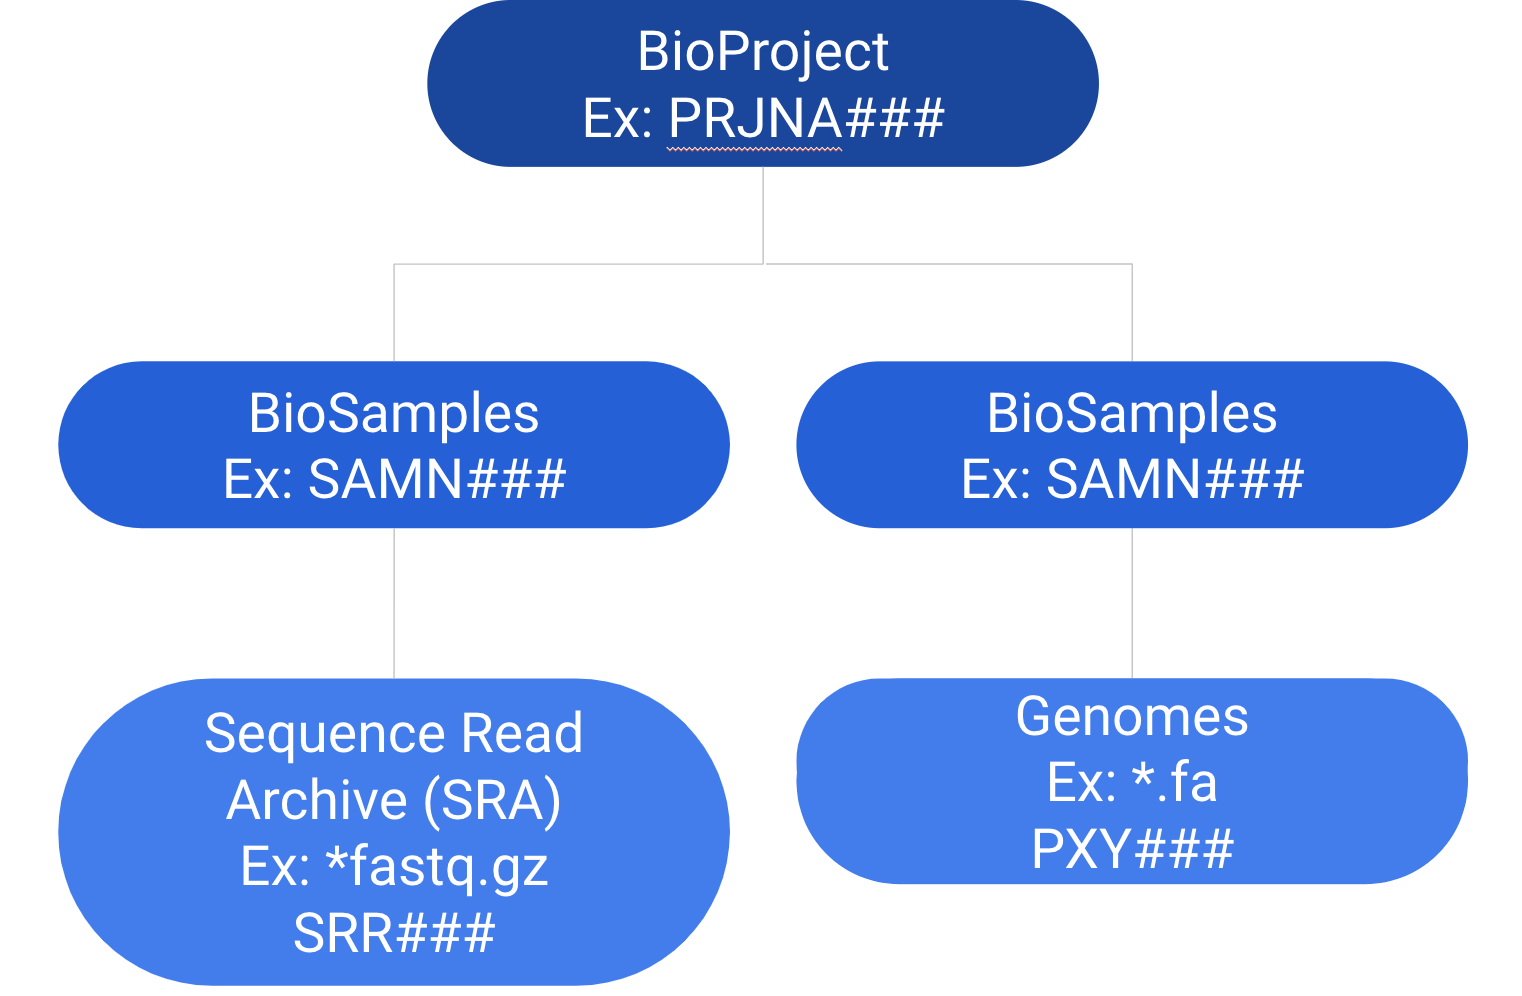 BioProject
Ex: PRJNA###
BioSamples
Ex: SAMN###
BioSamples
Ex: SAMN###
Sequence Read
Archive (SRA)
Ex: *fastq.gz
SRR###
Genomes
Ex: *.fa
PXY###